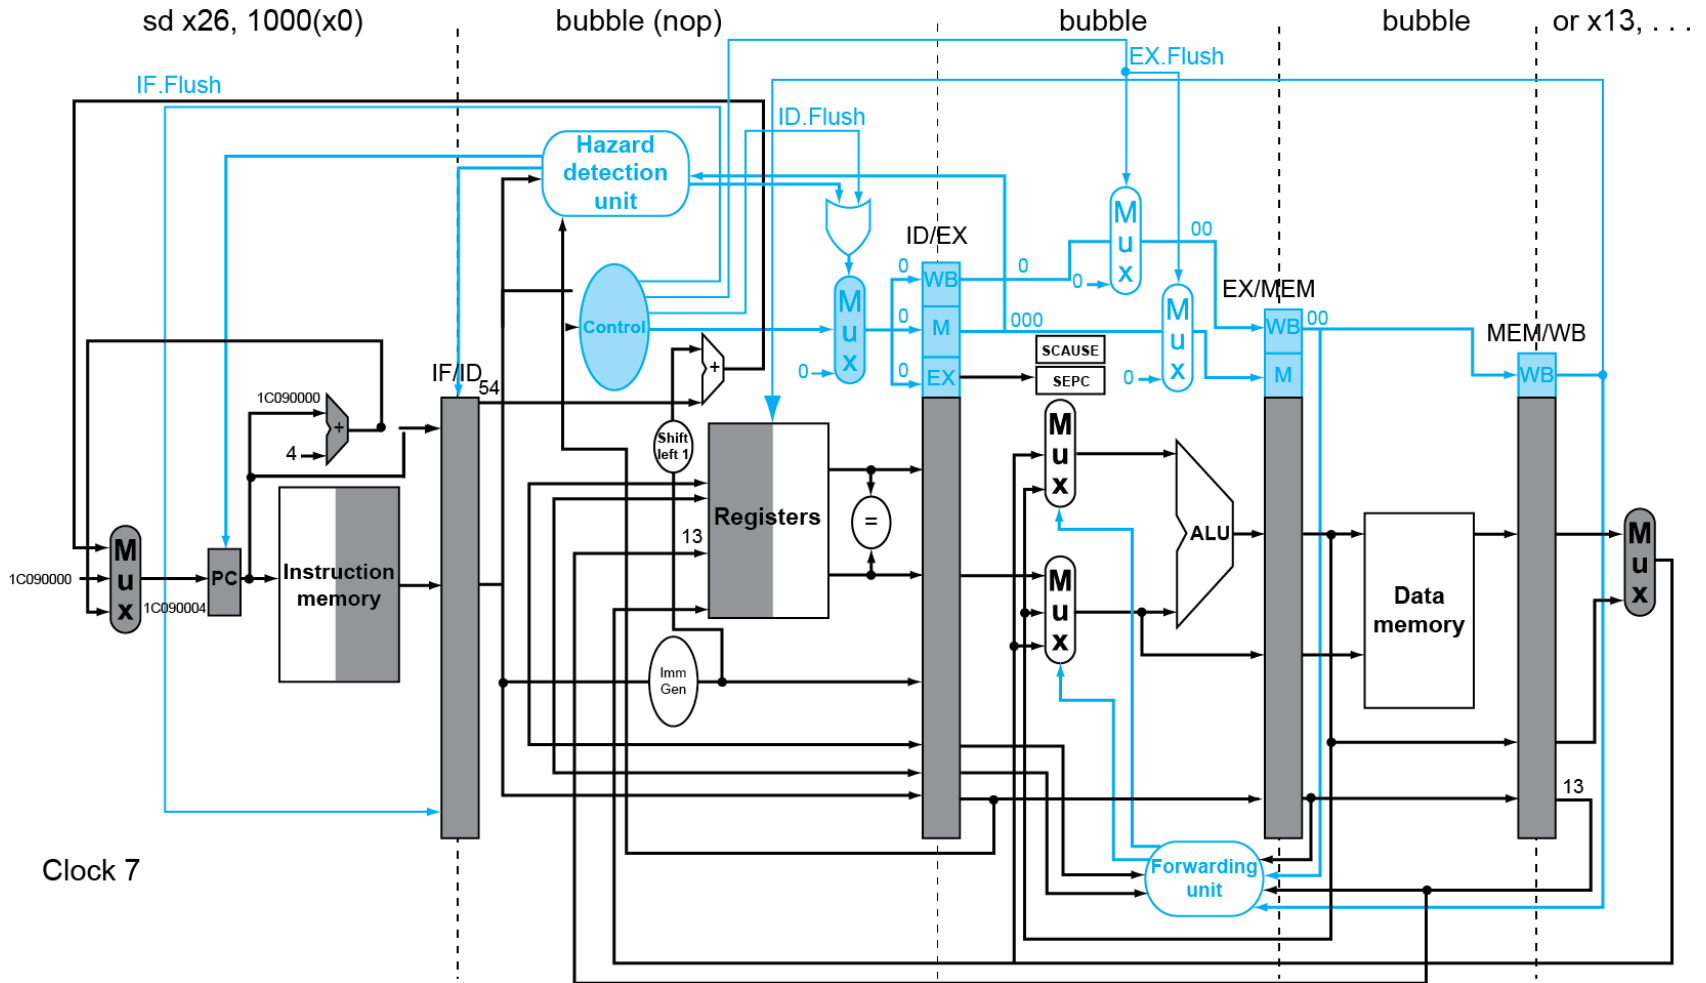 sd x26, 1000(x0)
bubble (nop)
bubble
bubble
or x13, . . .
EX.Flush
IF.Flush
ID.Flush
Hazard
detection
unit
M
u
x
00
ID/EX
0
WB
0
0
M
u
x
EX/MEM
Control
M
u
x
0
M
000
WB
00
MEM/WB
SCAUSE
+
IF/ID
54
0
0
EX
SEPC
0
M
WB
1C090000
+
4
Shift
left 1
M
u
x
Registers
=
13
ALU
M
u
x
M
u
x
1C090000
1C090004
PC
Instruction
memory
M
u
x
Data
memory
Imm
Gen
13
Clock 7
Forwarding
unit